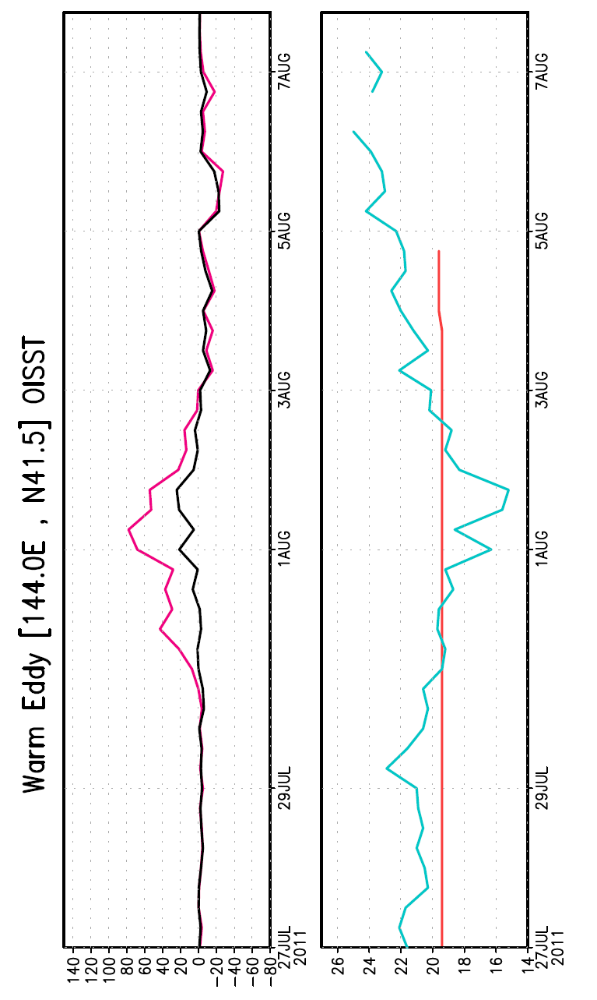 Warm Eddy [144.0E , N41.5] OISST
140
120
100
80
60
40
20
0
−20
−40
−60
−80
27JUL
2011
29JUL
1AUG
3AUG
5AUG
7AUG
26
24
22
20
18
16
14
27JUL
2011
29JUL
1AUG
3AUG
5AUG
7AUG